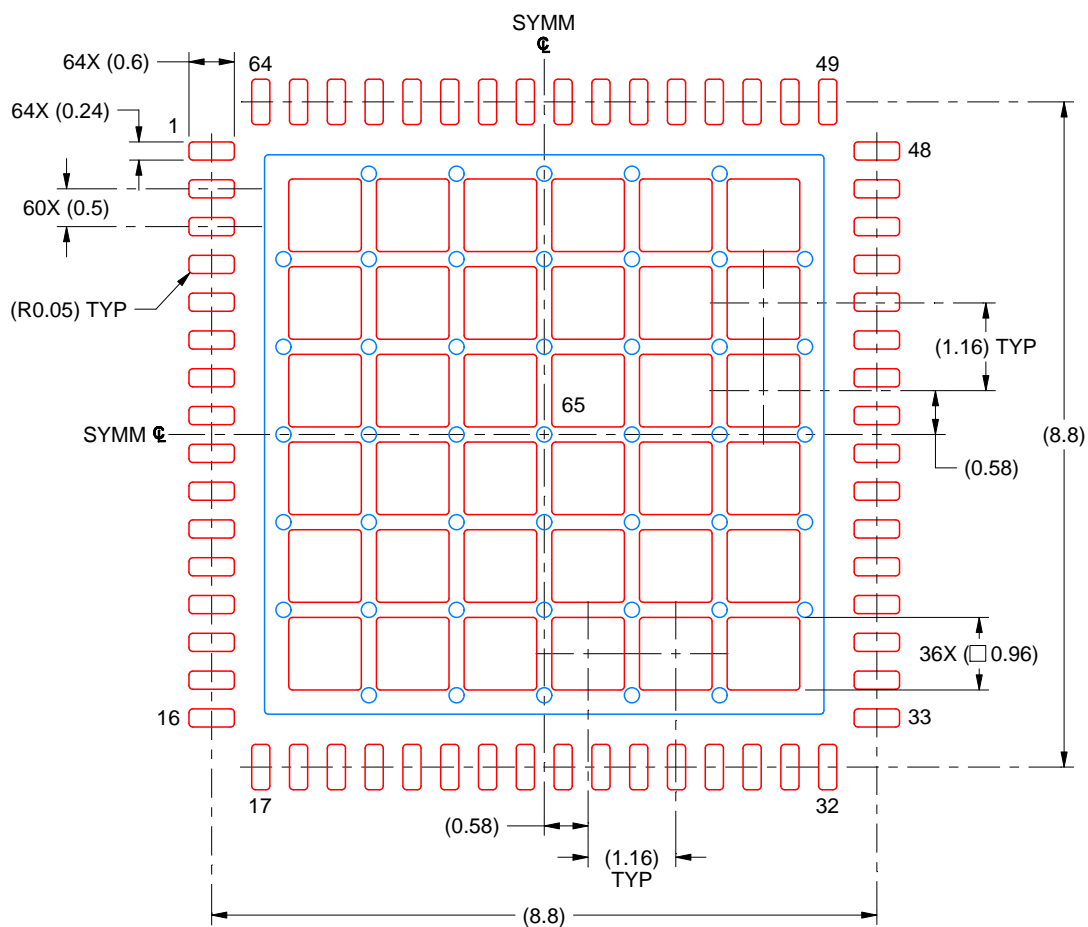 SYMM
℄
64X (0.6)
64
49
64X (0.24)
1
48
60X (0.5)
(R0.05) TYP
(1.16) TYP
65
SYMM ℄
(8.8)
(0.58)
36X (□ 0.96)
16
33
17
32
(0.58)
(1.16)
TYP
(8.8)